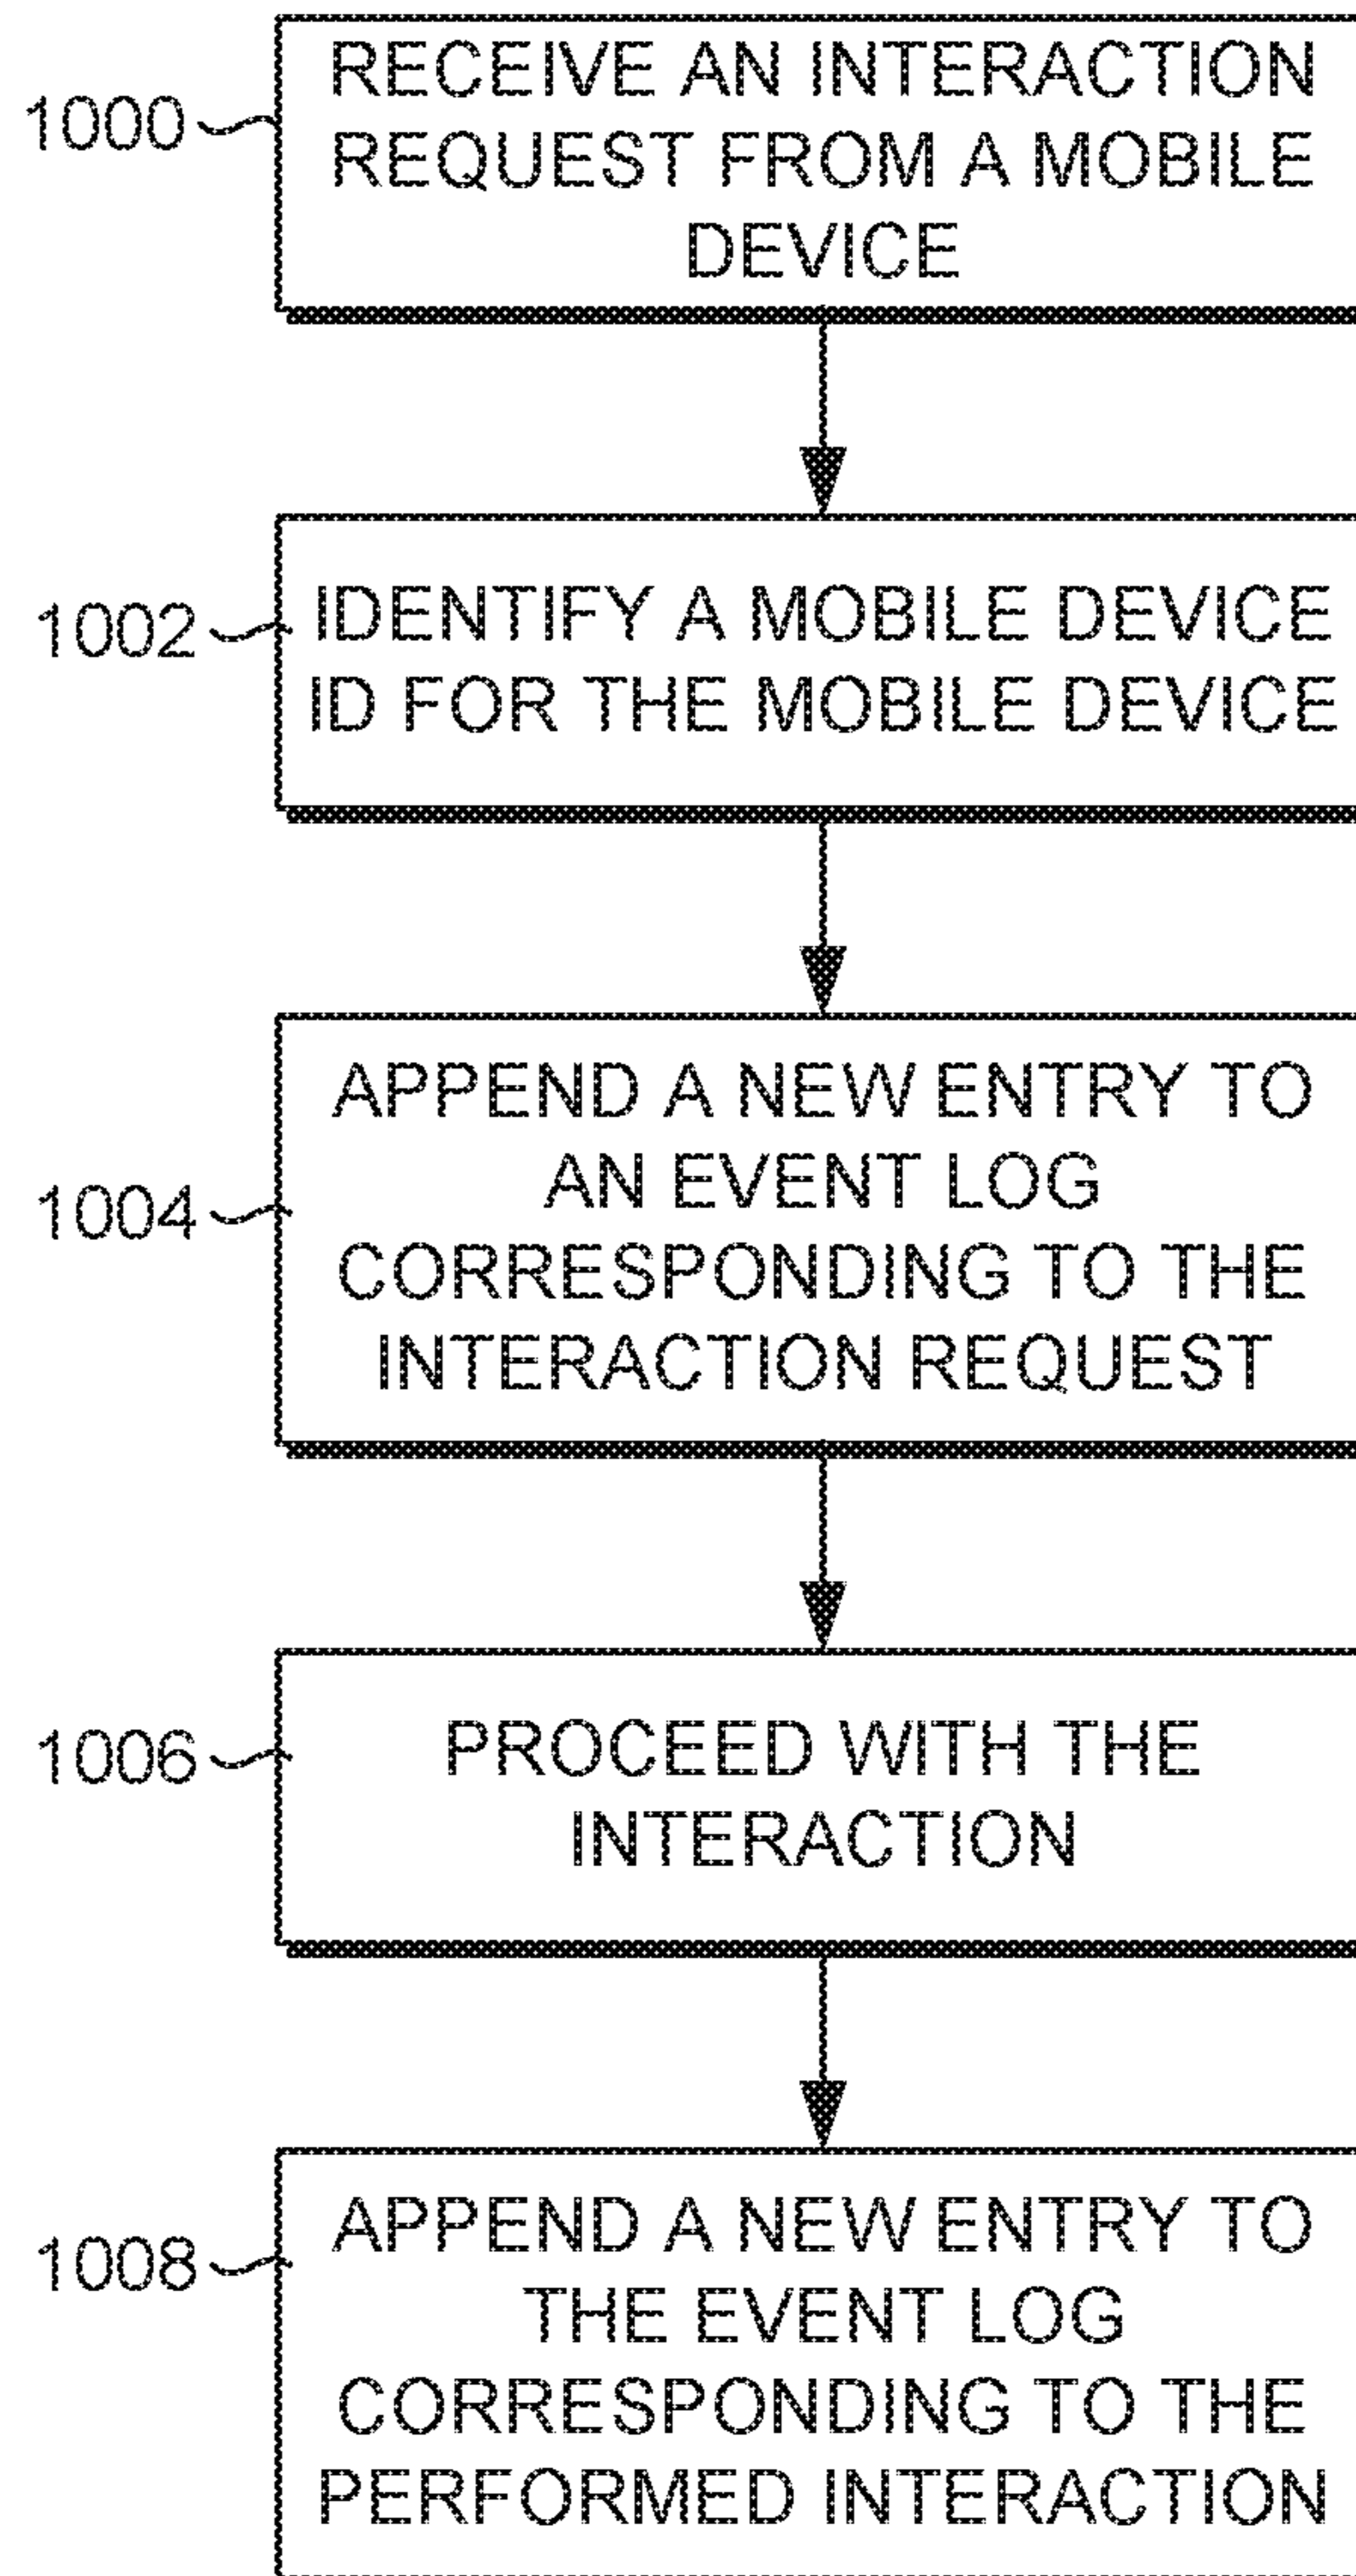 RECEIVE AN INTERACTION
1000
REQUEST FROM A MOBILE
DEVICE
1002
IDENTIFY A MOBILE DEVICE
ID FOR THE MOBILE DEVICE
APPEND A NEW ENTRY TO
AN EVENT LOG
1004
CORRESPONDING TO THE
INTERACTION REQUEST
1006
PROCEED WITH THE
INTERACTION
APPEND A NEW ENTRY TO
1008
THE EVENT LOG
CORRESPONDING TO THE
PERFORMED INTERACTION